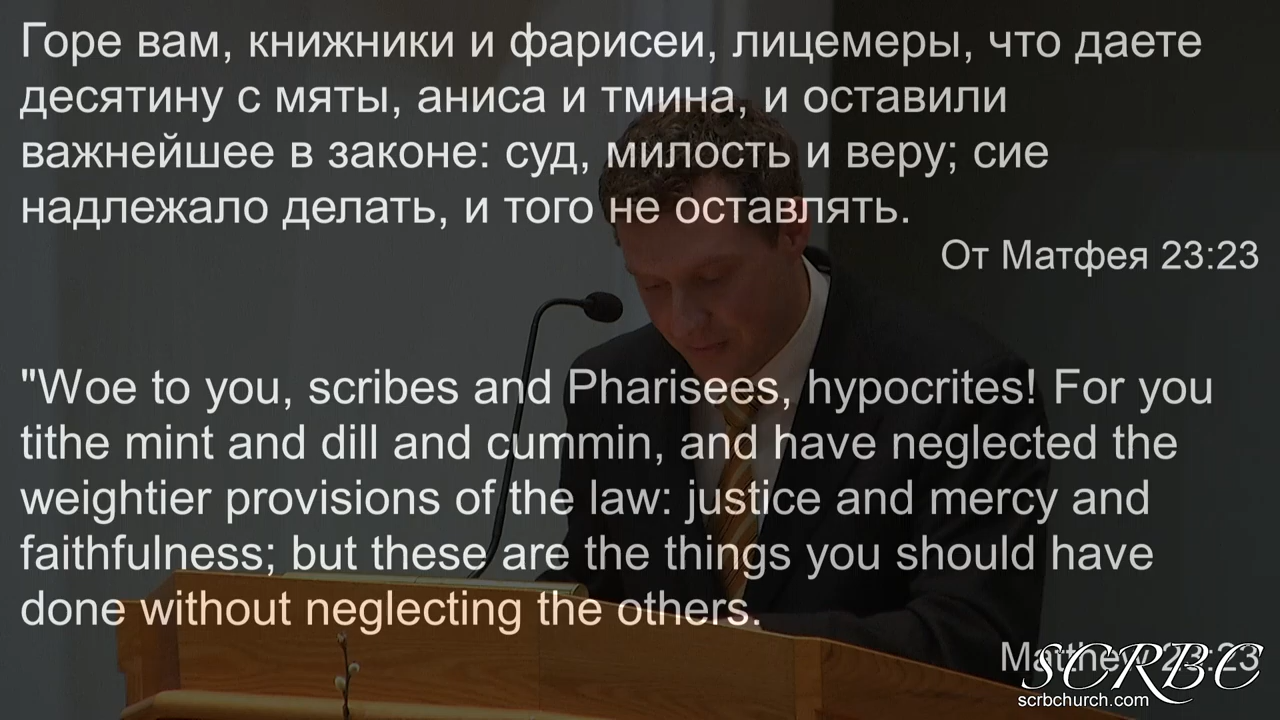 Горе вам, книжники и фарисеи, лицемеры, что даете
десятину с мяты, аниса и тмина, и оставили
важнейшее в законе: суд, милость и веру; сие
надлежало делать, и того не оставлять.
От Матфея 23:23
"Woe to you, scribes and Pharisees, hypocrites! For you
tithe mint and dill and cummin, and have neglected the
weightier provisions of the law: justice and mercy and
faithfulness; but these are the things you should have
done without neglecting the others.
Matthew 23:23
SCRBC
scrbchurch.com